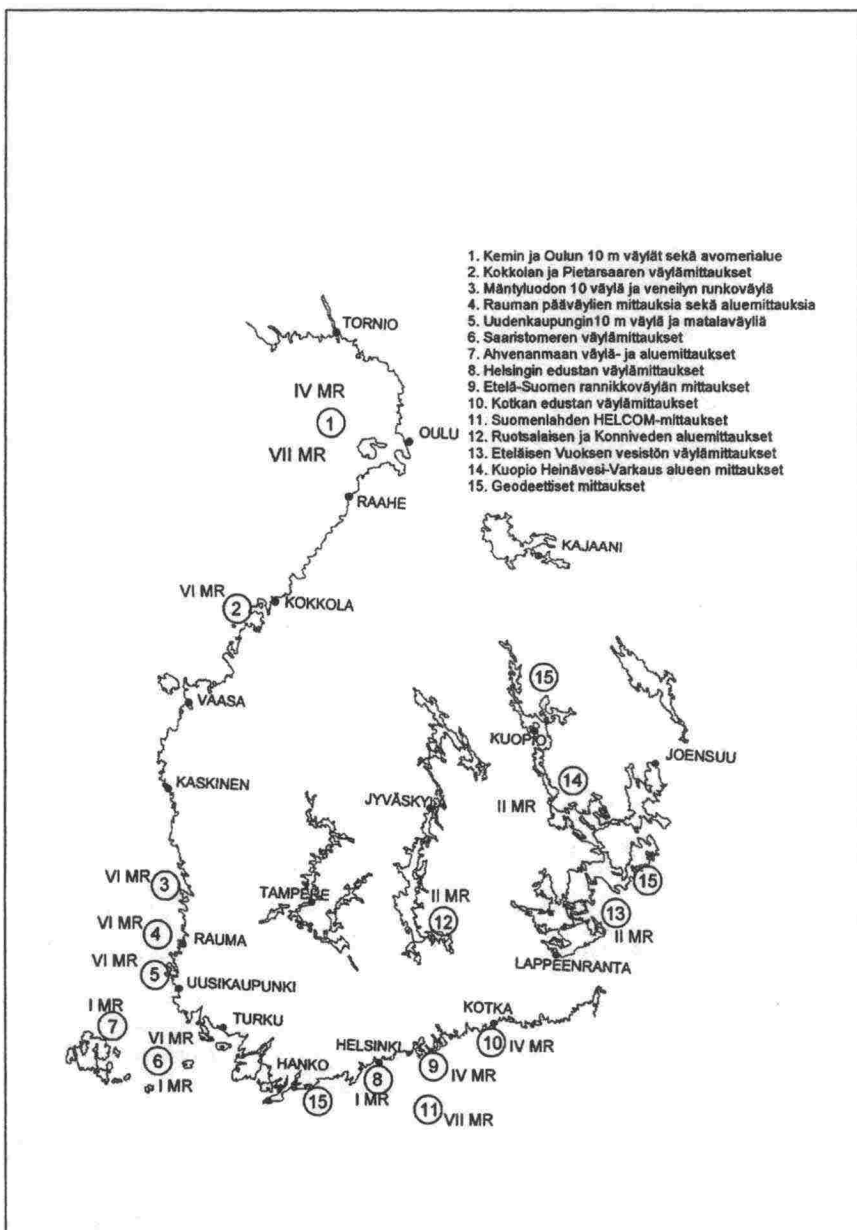 1. Kemin ja Oulun 10 m väylät sekä avomerialue
2. Kokkolan ja Pietarsaaren väylämittaukset
3. Mäntyluodon 10 väylä ja veneilyn runkoväylä
4. Rauman pääväylien mittauksia sekä aluemittauksia
5. Uudenkaupungin10 m väylä ja matalaväyliä
6. Saaristomeren väylämittaukset
7. Ahvenanmaan väylä- ja aluemittaukset
8. Helsingin edustan väylämittaukset
9. Etelä-Suomen rannikkoväylän mittaukset
10. Kotkan edustan väylämittaukset
11. Suomenlahden HELCOM-mittaukset
12. Ruotsalaisen ja Konniveden aluemittaukset
13. Eteläisen Vuoksen vesistön väylämittaukset
14. Kuopio Heinävesi-Varkaus alueen mittaukset
15. Geodeettiset mittaukset
TORNIO
IV MR
1
VII MR
OULU
RAAHE
KAJAANI
VI MR
2
KOKKOLA
15
VAASA
KUOPIO
JOENSUU
14
KASKINEN
JYVÄSKYLÄ
II MR
VI MR
3
15
TAMPERE
II MR
12
13
II MR
VI MR
4
RAUMA
LAPPEENRANTA
VI MR
5
UUSIKAUPUNKI
I MR
7
KOTKA
TURKU
VI MR
6
HELSINKI
10
IV MR
I MR
HANKO
15
8
I MR
9
IV MR
11
VII MR